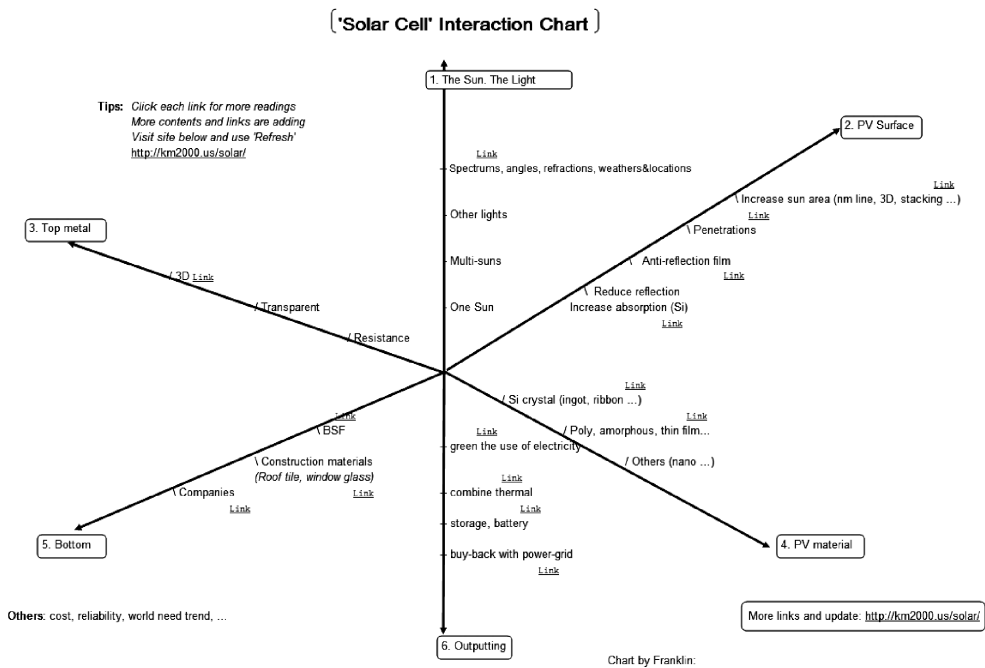 'Solar Cell' Interaction Chart
1. The Sun. The Light
Tips: Click each link for more readings
More contents and links are adding
Visit site below and use 'Refresh'
http://km2000.us/solar/
2. PV Surface
Link
Spectrums, angles, refractions, weathers&locations
Link
\ Increase sun area (nm line, 3D, stacking ...)
Link
Other lights
\ Penetrations
3. Top metal
Multi-suns
\ Anti-reflection film
Link
/ 3D Link
\ Reduce reflection
Increase absorption (Si)
Link
/ Transparent
One Sun
/ Resistance
Link
/ Si crystal (ingot, ribbon ...)
Link
\ BSF
Link
green the use of electricity
Link
/ Poly, amorphous, thin film...
/ Others (nano ...)
\ Construction materials
(Roof tile, window glass)
Link
\ Companies
Link
Link
combine thermal
Link
storage, battery
buy-back with power-grid
Link
5. Bottom
4. PV material
Others: cost, reliability, world need trend, ...
More links and update: http://km2000.us/solar/
6. Outputting
Chart by Franklin: